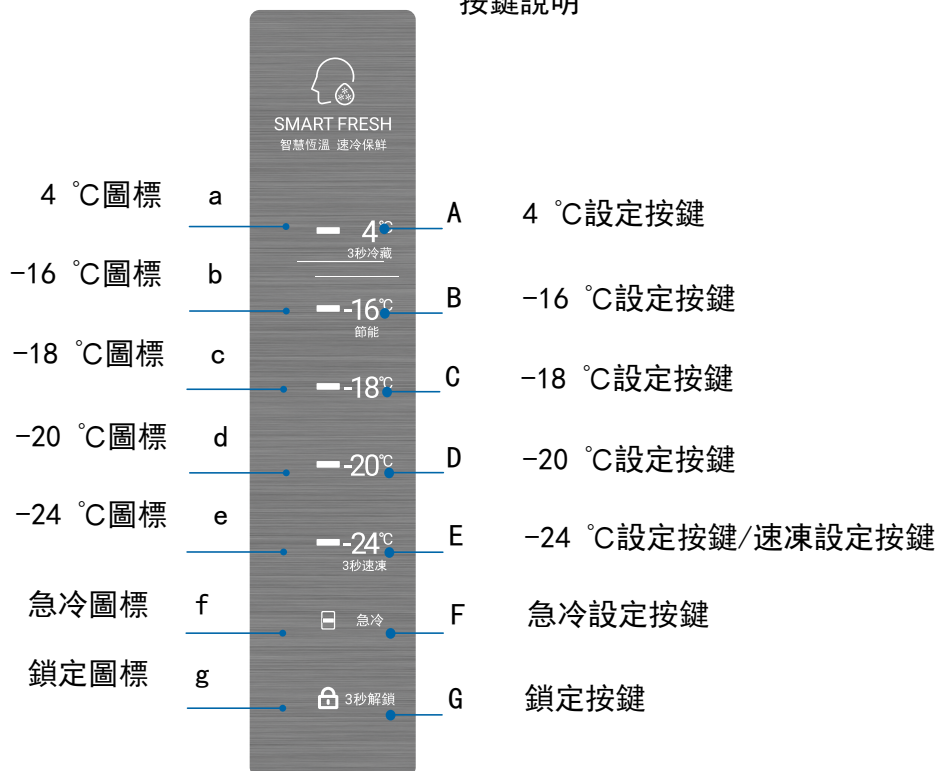 按鍵說明
SMART FRESH
智慧恆溫 速冷保鮮
4 ℃圖標 a
4℃
3秒冷藏
A 4 ℃設定按鍵
-16 ℃圖標 b
-16℃
節能
B -16 ℃設定按鍵
-18 ℃圖標 c
-18℃
C -18 ℃設定按鍵
-20 ℃圖標 d
-20℃
D -20 ℃設定按鍵
-24 ℃圖標 e
-24℃
3秒速凍
E -24 ℃設定按鍵/速凍設定按鍵
急冷圖標 f
急冷
F 急冷設定按鍵
鎖定圖標 g
3秒解鎖
G 鎖定按鍵